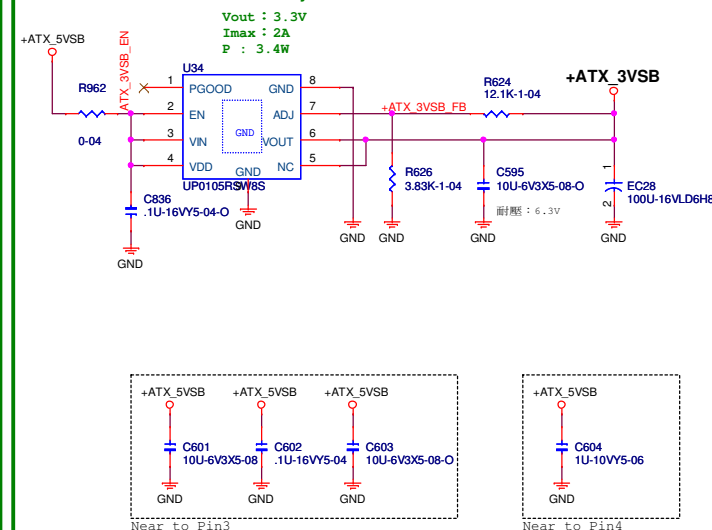 Vout：3.3V
Imax：2A
P : 3.4W
+ATX_5VSB
ATX_3VSB_EN
R962
0-04
U34
1 PGOOD GND 8
2 EN ADJ 7
3 VIN VOUT 6
4 VDD NC 5
GND
GND
UP0105RSW8S
+ATX_3VSB_FB
R624
12.1K-1-04
+ATX_3VSB
R626
3.83K-1-04
C595
10U-6V3X5-08-O
耐壓：6.3V
1
2
EC28
100U-16VLD6H8
C836
.1U-16VY5-04-O
GND
GND
GND
GND
GND
GND
+ATX_5VSB +ATX_5VSB +ATX_5VSB
C601
10U-6V3X5-08
C602
.1U-16VY5-04
C603
10U-6V3X5-08-O
GND GND GND
Near to Pin3
+ATX_5VSB
C604
1U-10VY5-06
GND
Near to Pin4